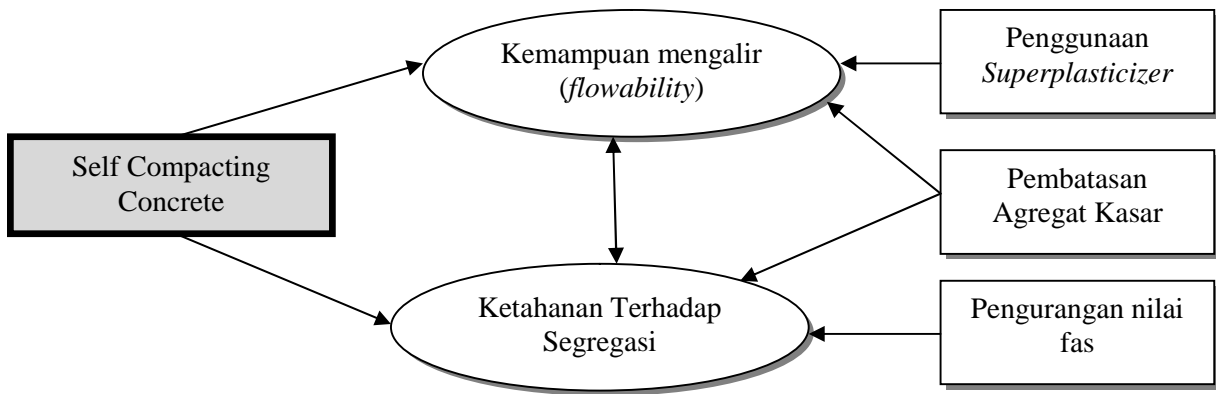 Self Compacting
Concrete
Kemampuan mengalir
(flowability)
Ketahanan Terhadap
Segregasi
Penggunaan
Superplasticizer
Pembatasan
Agregat Kasar
Pengurangan nilai
fas